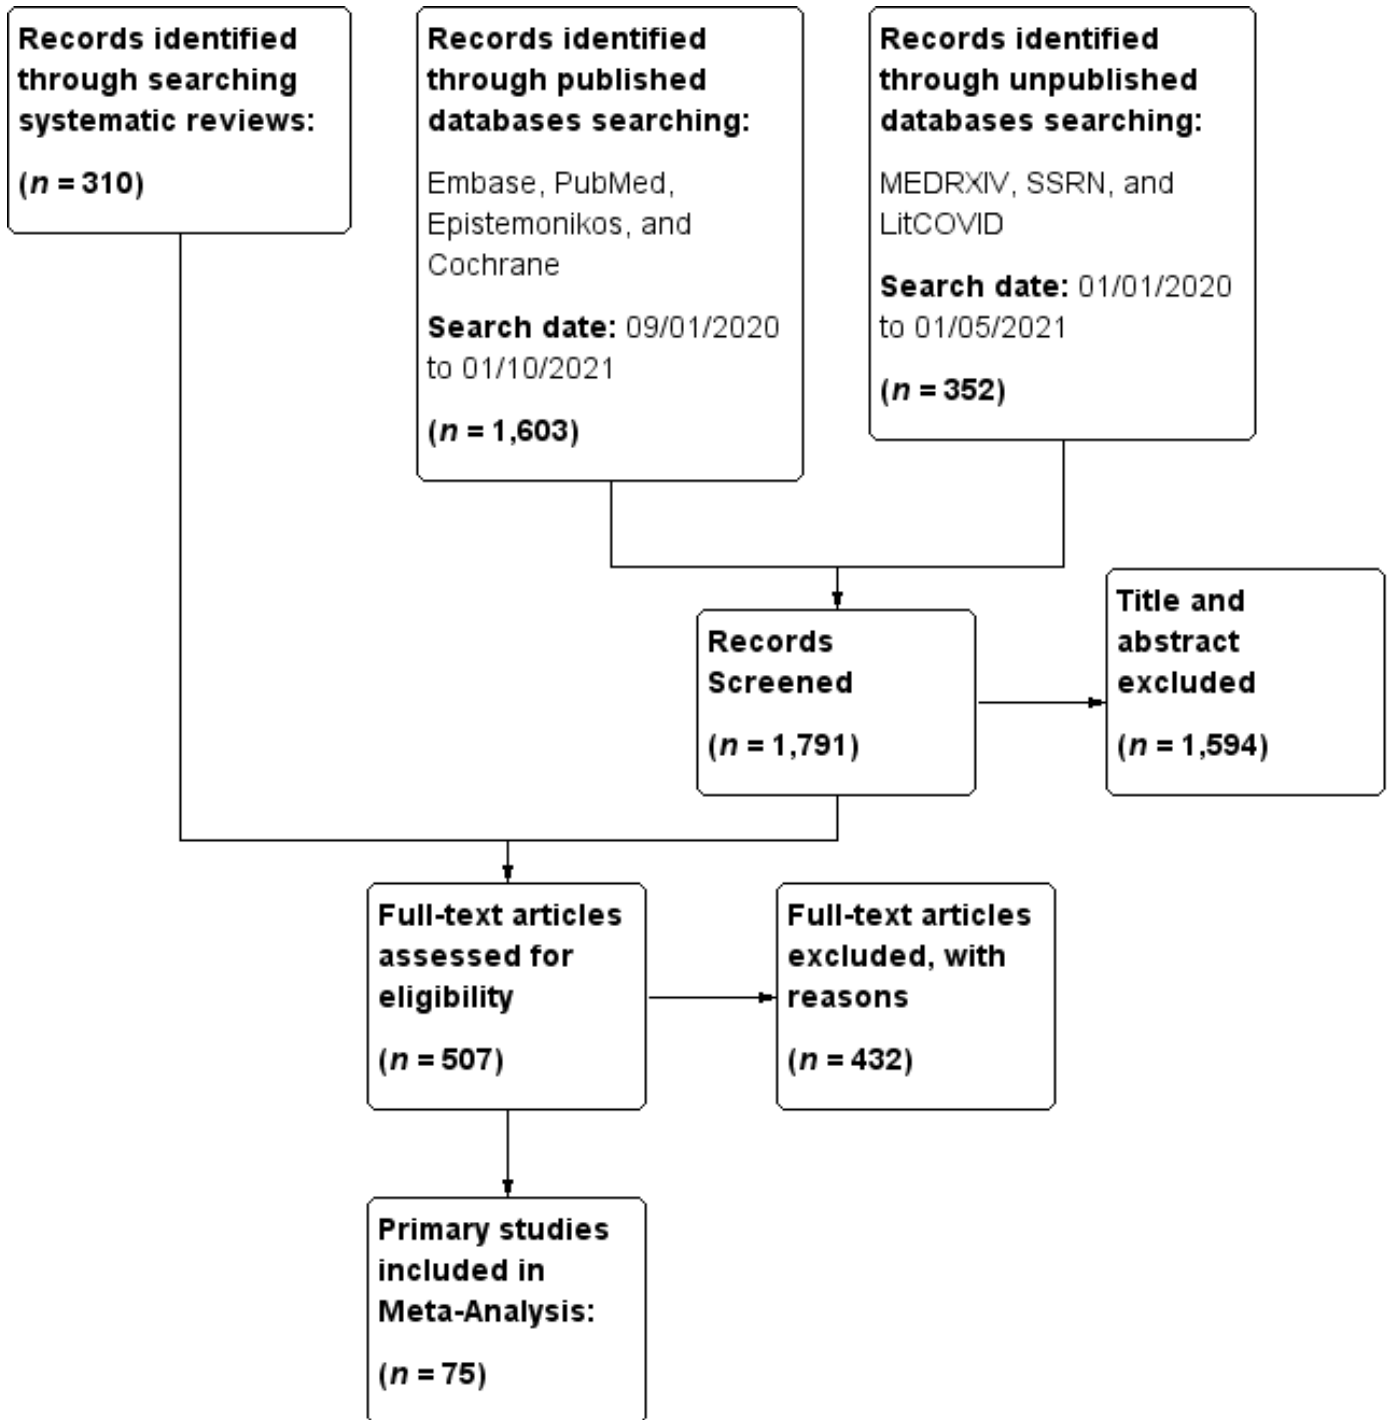 Records identified
through searching
systematic reviews:
(n = 310)
Records identified
through published
databases searching:
Embase, PubMed,
Epistemonikos, and
Cochrane
Search date: 09/01/2020
to 01/10/2021
(n = 1,603)
Records identified
through unpublished
databases searching:
MEDRXIV, SSRN, and
LitCOVID
Search date: 01/01/2020
to 01/05/2021
(n = 352)
Records
Screened
(n = 1,791)
Title and
abstract
excluded
(n = 1,594)
Full-text articles
assessed for
eligibility
(n = 507)
Full-text articles
excluded, with
reasons
(n = 432)
Primary studies
included in
Meta-Analysis:
(n = 75)